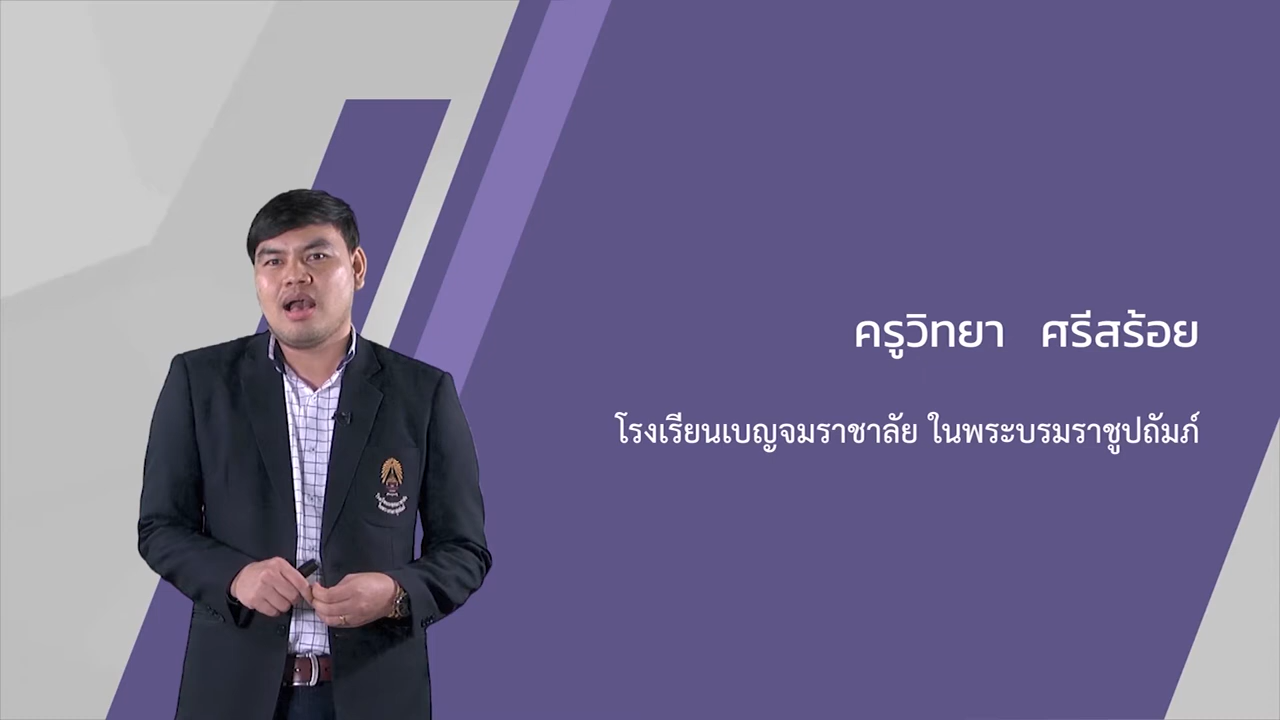 ครูวิทยา ศรีสร้อย
โรงเรียนเบญจมราชาลัย ในพระบรมราชูปถัมภ์